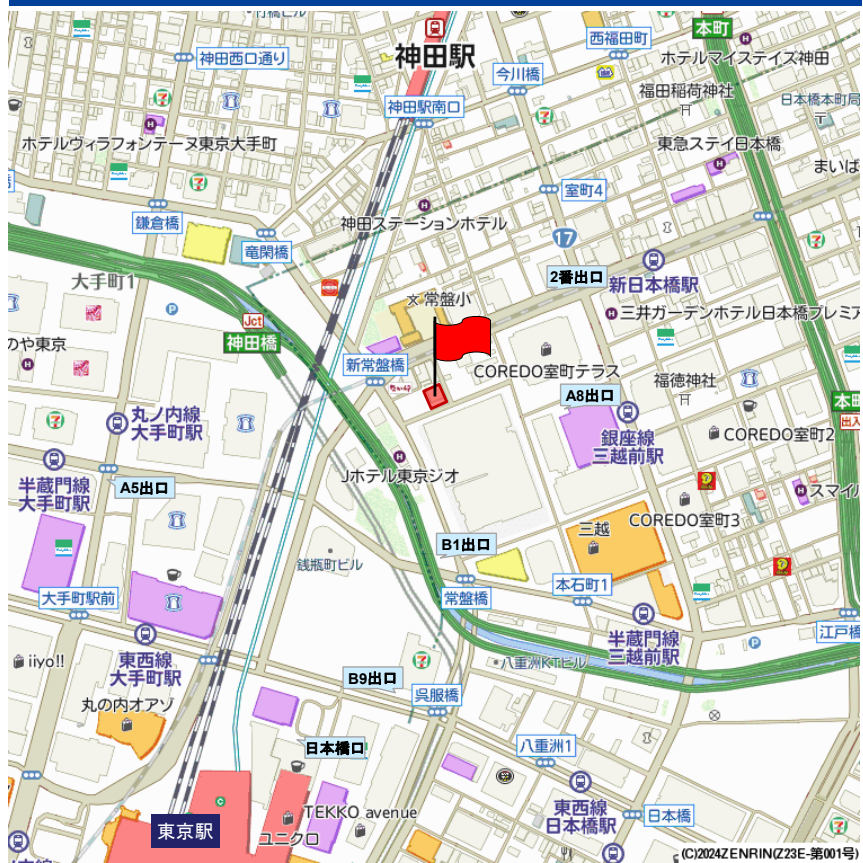 竹橋ビル
神田駅
西福田町
本町
神田西口通り
今川橋
ホテルマイステイズ神田
神田駅南口
福田稲荷神社
日本橋本町局
ホテルヴィラフォンテーヌ東京大手町
東急ステイ日本橋
まいば
室町4
鎌倉橋
神田ステーションホテル
竜閑橋
17
大手町1
2番出口
新日本橋駅
常盤小
三井ガーデンホテル日本橋プレミア
Jct
神田橋
のや東京
新常盤橋
COREDO室町テラス
福徳神社
A8出口
本町
出入
丸ノ内線
大手町駅
銀座線
三越前駅
COREDO室町2
半蔵門線
大手町駅
A5出口
Jホテル東京ジオ
スマイル
COREDO室町3
三越
B1出口
銭瓶町ビル
大手町駅前
常盤橋
本石町1
江戸橋
東西線
大手町駅
半蔵門線
三越前駅
iiyo!!
八重洲KTビル
B9出口
丸の内オアゾ
呉服橋
日本橋口
八重洲1
TEKKO avenue
東西線
日本橋駅
日本橋
東京駅
ユニクロ
(C)2024ZENRIN(Z23E-第001号)